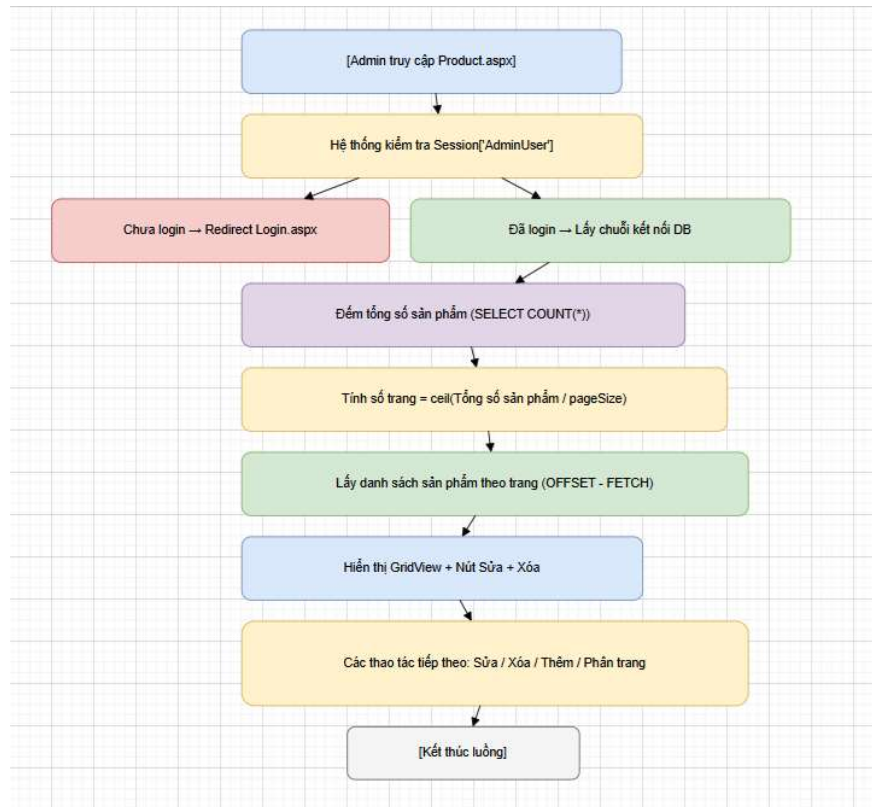 [Admin truy cập Product.aspx]
Hệ thống kiểm tra Session['AdminUser']
Chưa login → Redirect Login.aspx
Đã login → Lấy chuỗi kết nối DB
Đếm tổng số sản phẩm (SELECT COUNT(*))
Tính số trang = ceil(Tổng số sản phẩm / pageSize)
Lấy danh sách sản phẩm theo trang (OFFSET - FETCH)
Hiển thị GridView + Nút Sửa + Xóa
Các thao tác tiếp theo: Sửa / Xóa / Thêm / Phân trang
[Kết thúc luồng]